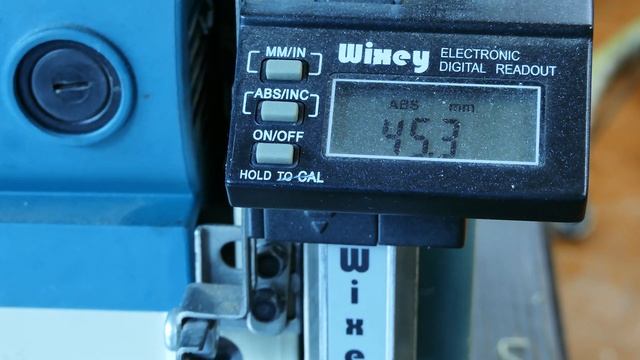 MM/IN
Wixey ELECTRONIC DIGITAL READOUT
ABS/INC
ABS mm
45.3
ON/OFF
HOLD TO CAL
Wixe